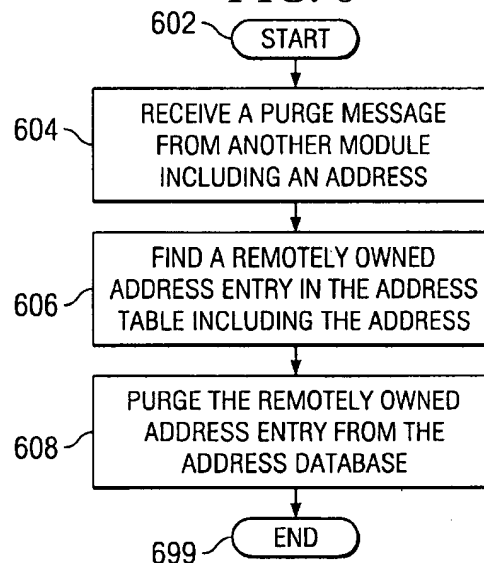 602
START
604
RECEIVE A PURGE MESSAGE
FROM ANOTHER MODULE
INCLUDING AN ADDRESS
606
FIND A REMOTELY OWNED
ADDRESS ENTRY IN THE ADDRESS
TABLE INCLUDING THE ADDRESS
608
PURGE THE REMOTELY OWNED
ADDRESS ENTRY FROM THE
ADDRESS DATABASE
699
END